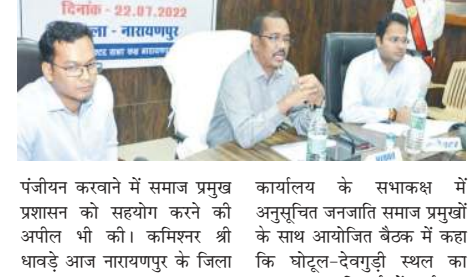 दिनांक - 22.07.2022
ला - नारायणपुर
पंजीयन करवाने में समाज प्रमुख
प्रशासन को सहयोग करने की
अपील भी की। कमिश्नर श्री
धावड़े आज नारायणपुर के जिला
कार्यालय के सभाकक्ष में
अनुसूचित जनजाति समाज प्रमुखों
के साथ आयोजित बैठक में कहा
कि घोटूल-देवगुड़ी स्थल का